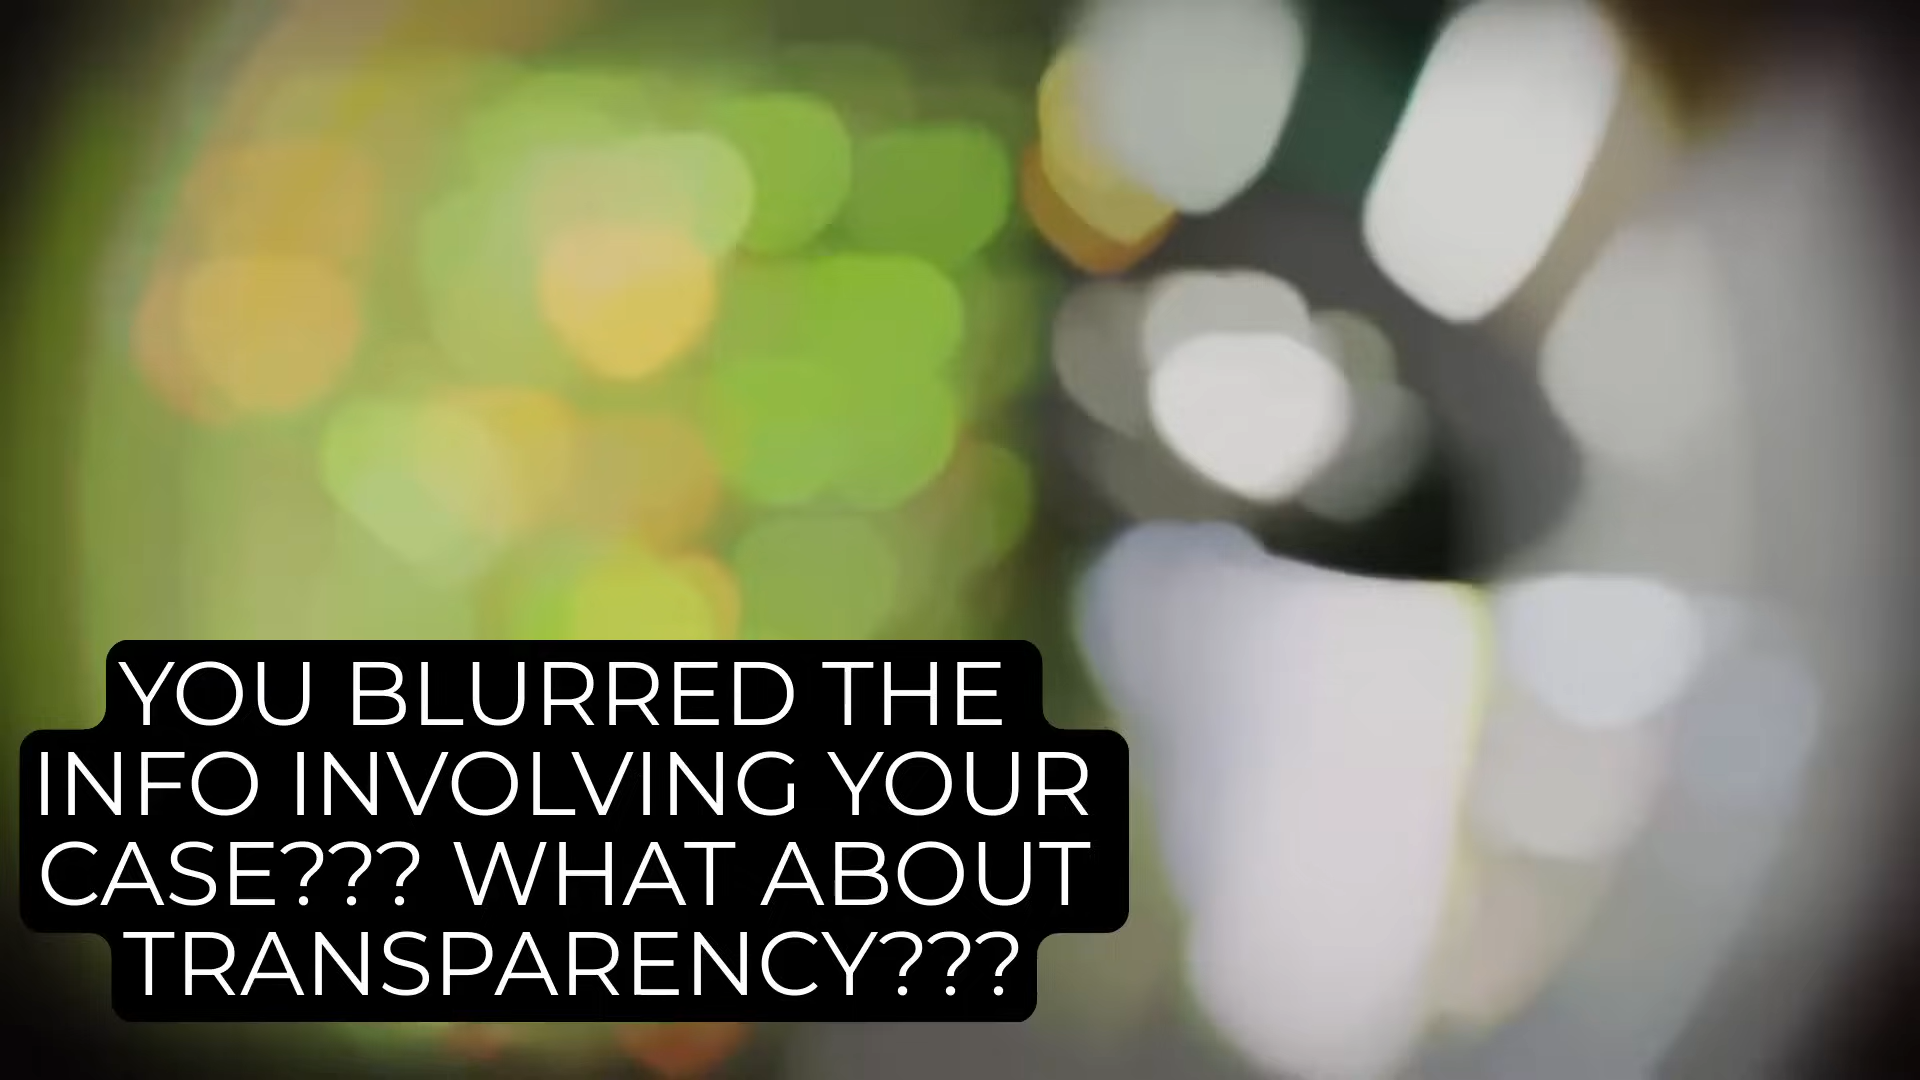 YOU BLURRED THE
INFO INVOLVING YOUR
CASE??? WHAT ABOUT
TRANSPARENCY???